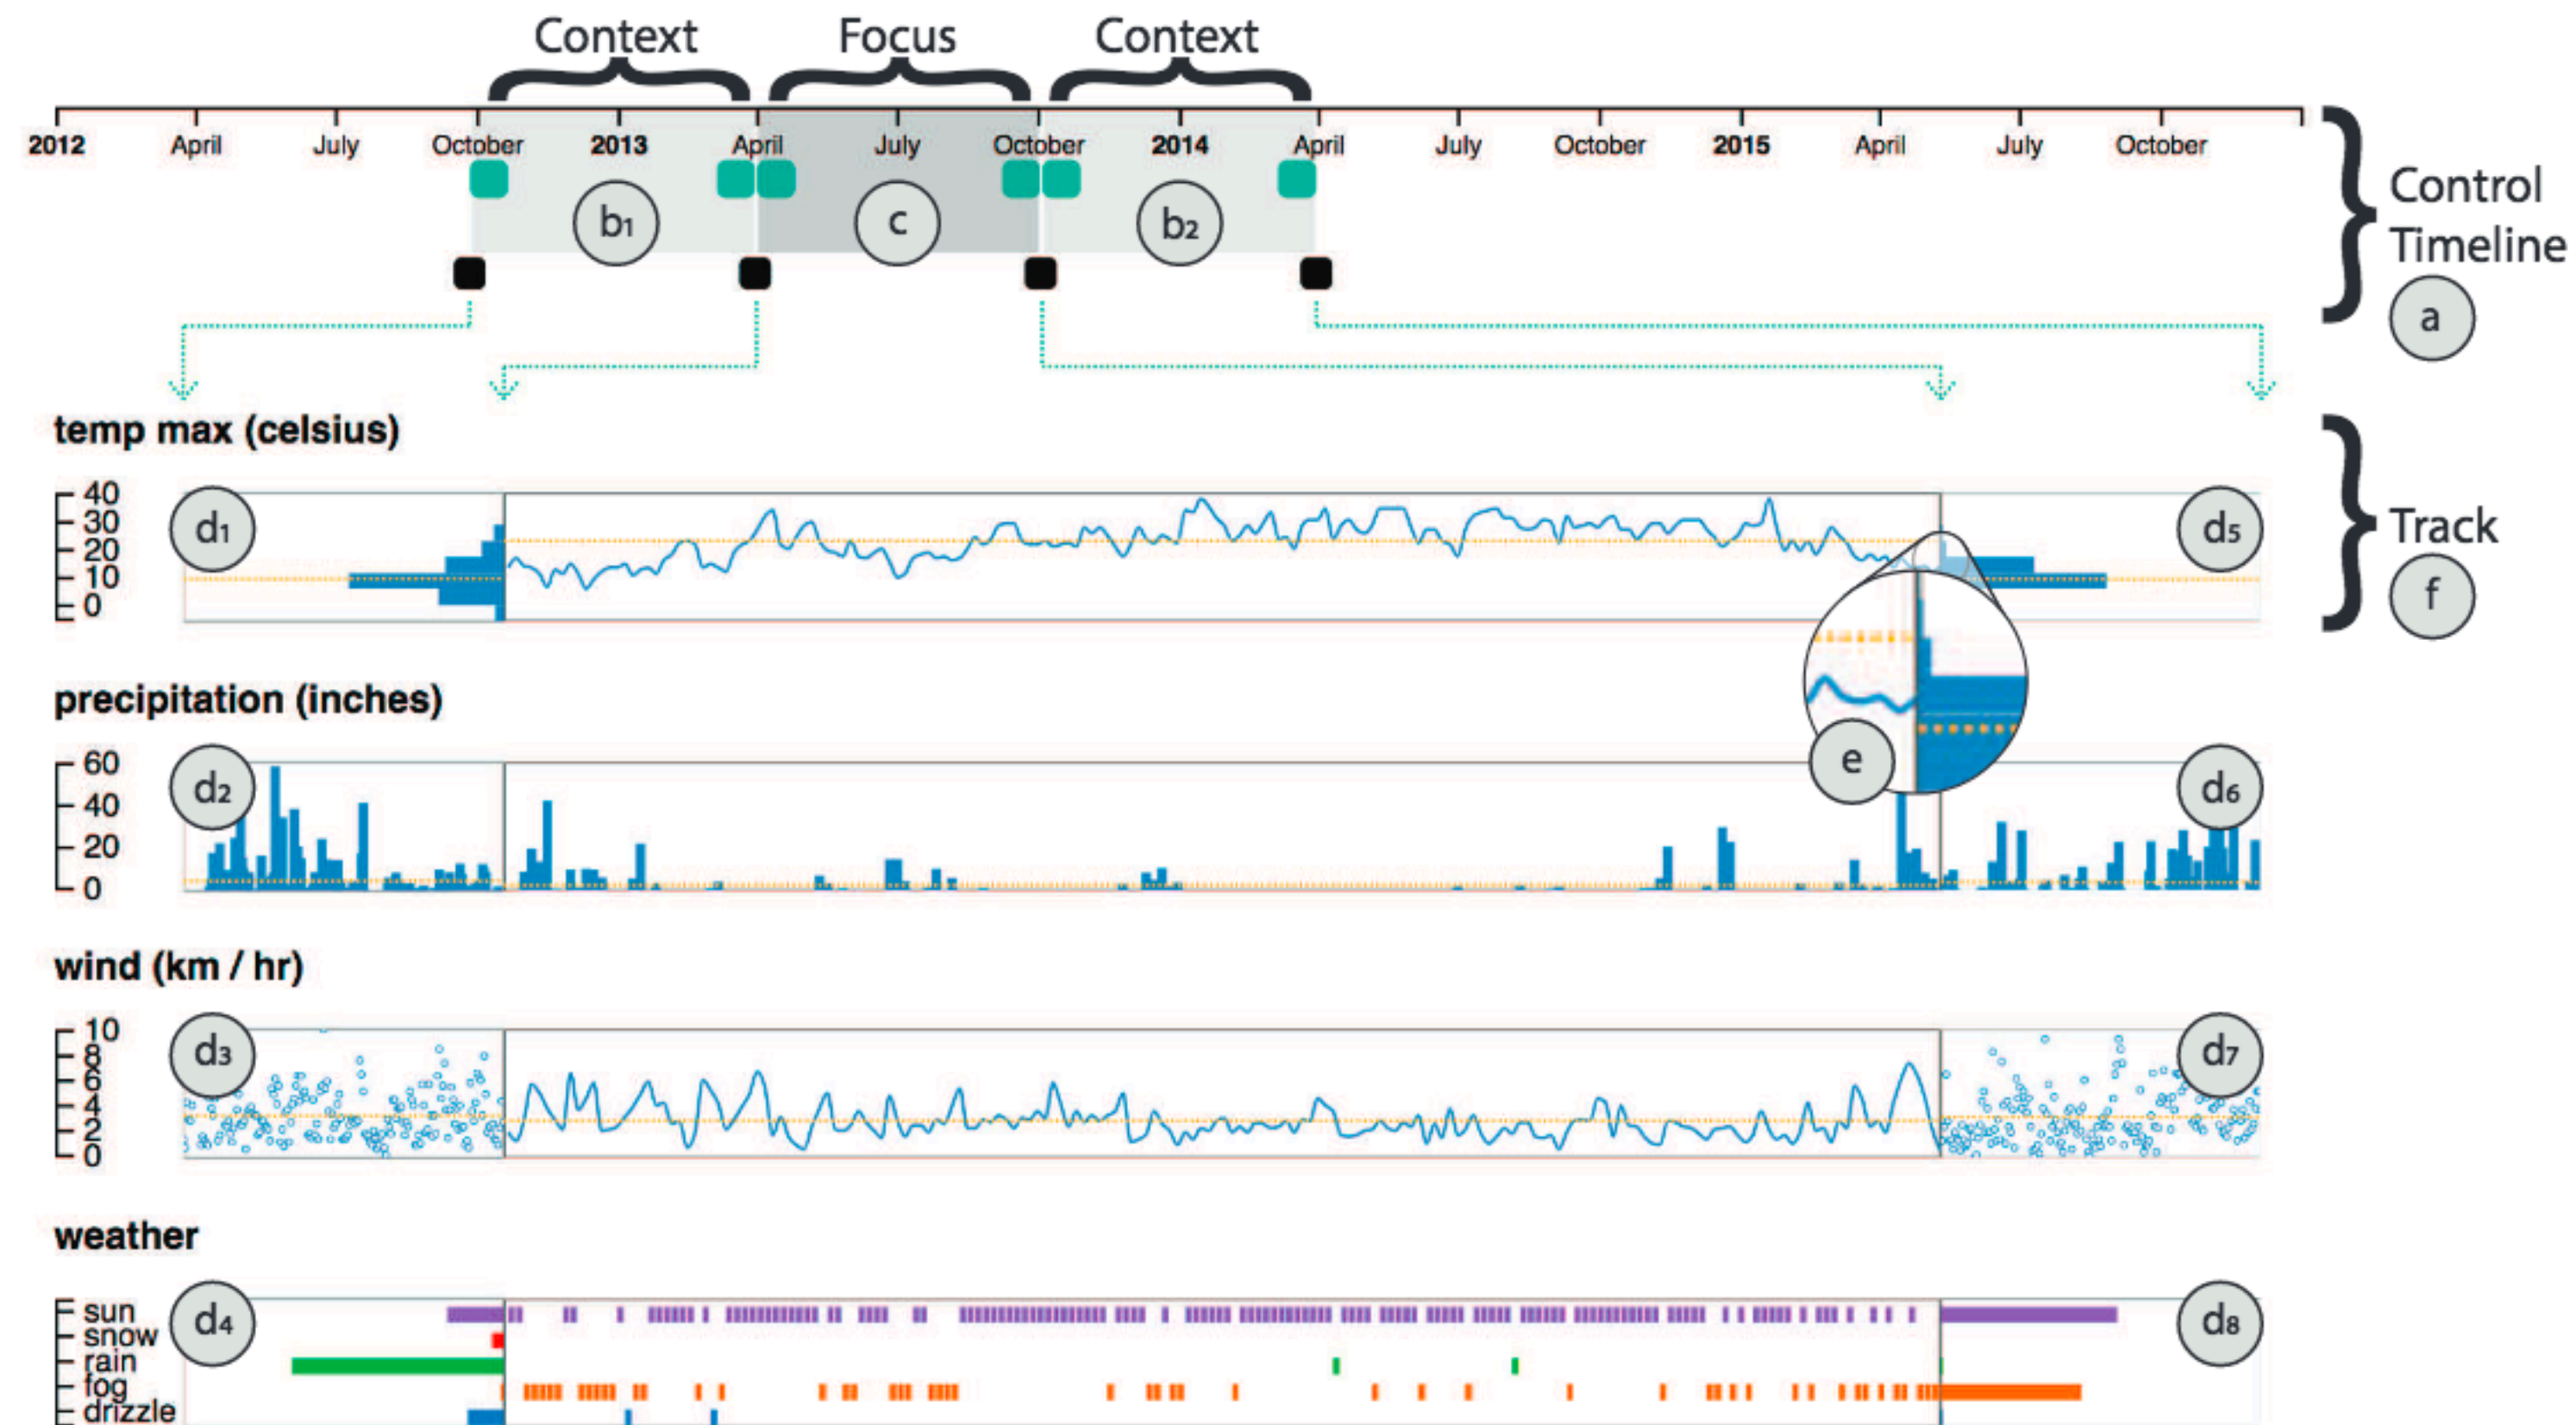 Context Focus Context
2012 April July October 2013 April July October 2014 April July October 2015 April July October
b1 c b2
Control
Timeline
a
temp max (celsius)
40
30
20
10
0
d1 d5
Track
f
precipitation (inches)
60
40
20
0
d2 d6
e
wind (km / hr)
10
8
6
4
2
0
d3 d7
weather
sun
snow
rain
fog
drizzle
d4 d8